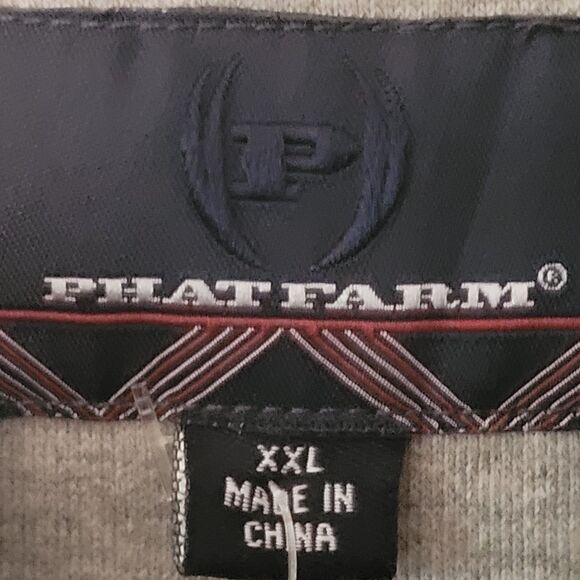 P
PHAT FARM®
XXL
MADE IN
CHINA